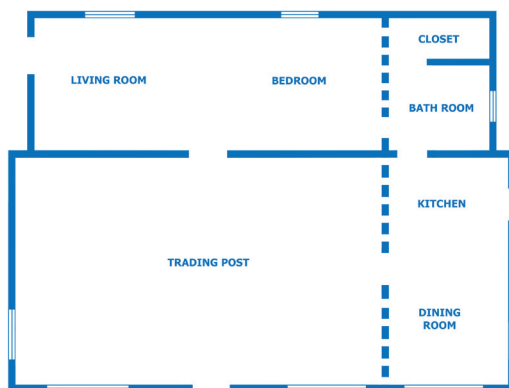 CLOSET
LIVING ROOM
BEDROOM
BATH ROOM
KITCHEN
TRADING POST
DINING
ROOM